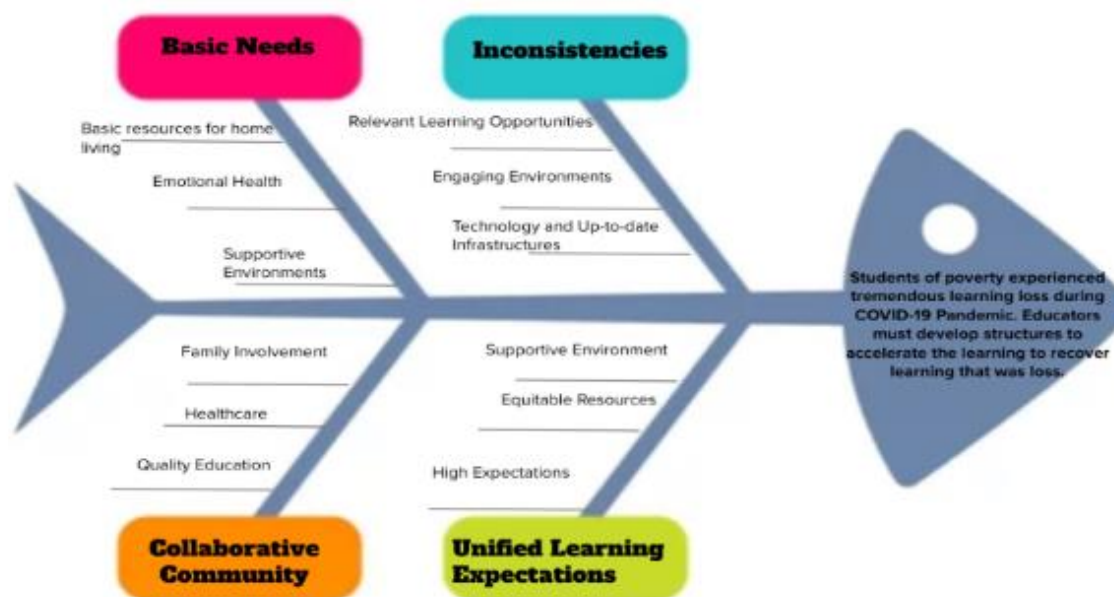 Basic Needs
Inconsistencies
Basic resources for home
living
Emotional Health
Supportive
Environments
Relevant Learning Opportunities
Engaging Environments
Technology and Up-to-date
Infrastructures
Students of poverty experienced
tremendous learning loss during
COVID-19 Pandemic. Educators
must develop structures to
accelerate the learning to recover
learning that was loss.
Family Involvement
Healthcare
Quality Education
Supportive Environment
Equitable Resources
High Expectations
Collaborative
Community
Unified Learning
Expectations